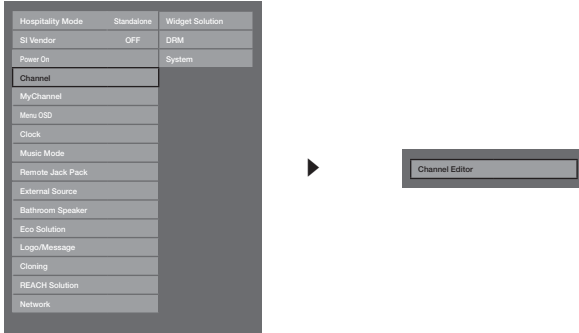 Hospitality Mode Standalone Widget Solution
SI Vendor OFF DRM
Power On System
Channel
MyChannel
Menu OSD
Clock
Music Mode
Remote Jack Pack
External Source
Bathroom Speaker
Eco Solution
Logo/Message
Cloning
REACH Solution
Network
Channel Editor